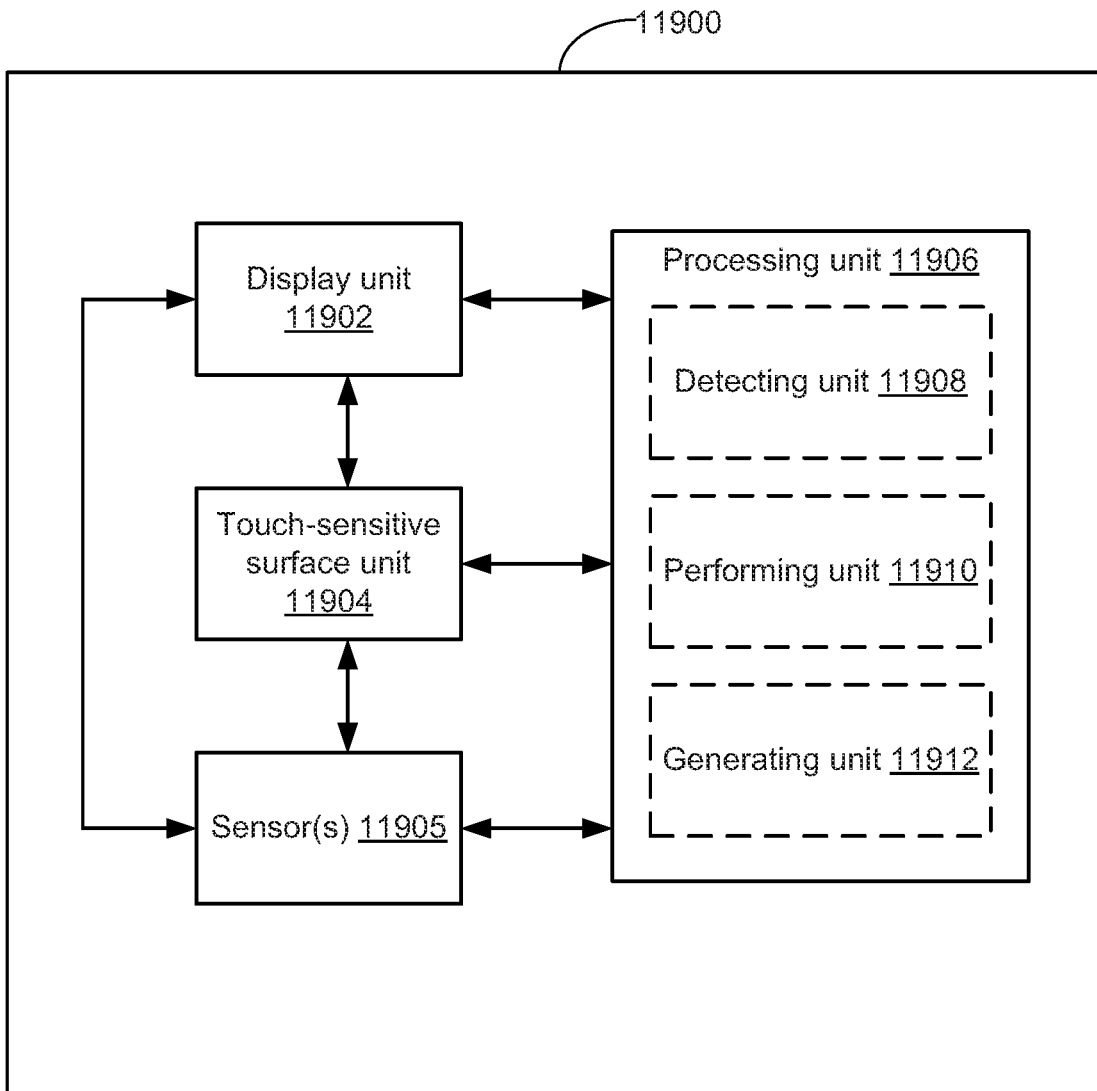 11900
Display unit
11902
Touch-sensitive
surface unit
11904
Sensor(s) 11905
Processing unit 11906
Detecting unit 11908
Performing unit 11910
Generating unit 11912